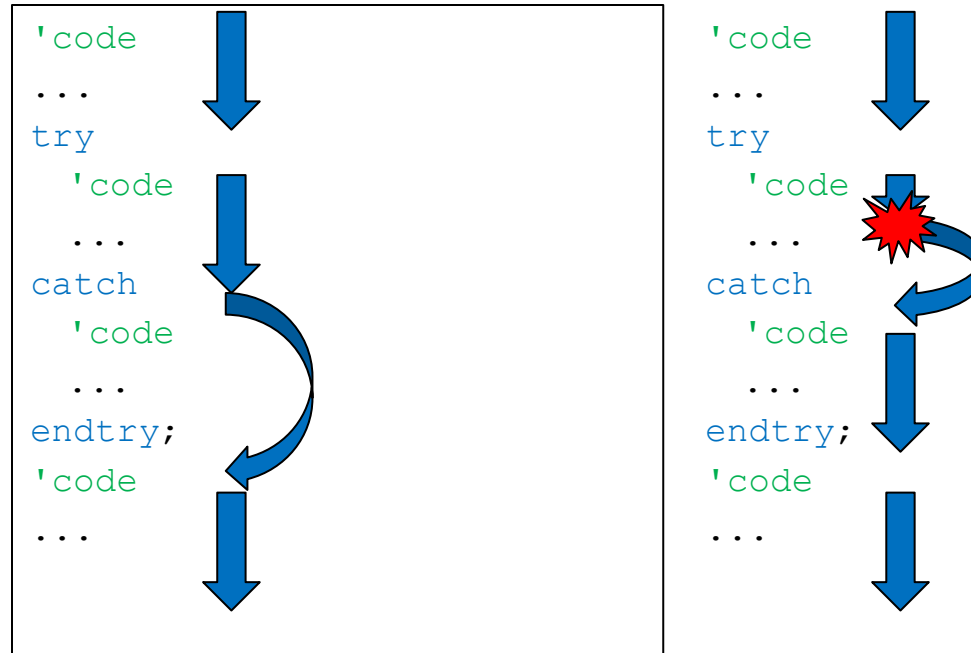 'code
...
try
'code
...
catch
'code
...
endtry;
'code
...
'code
...
try
'code
...
catch
'code
...
endtry;
'code
...